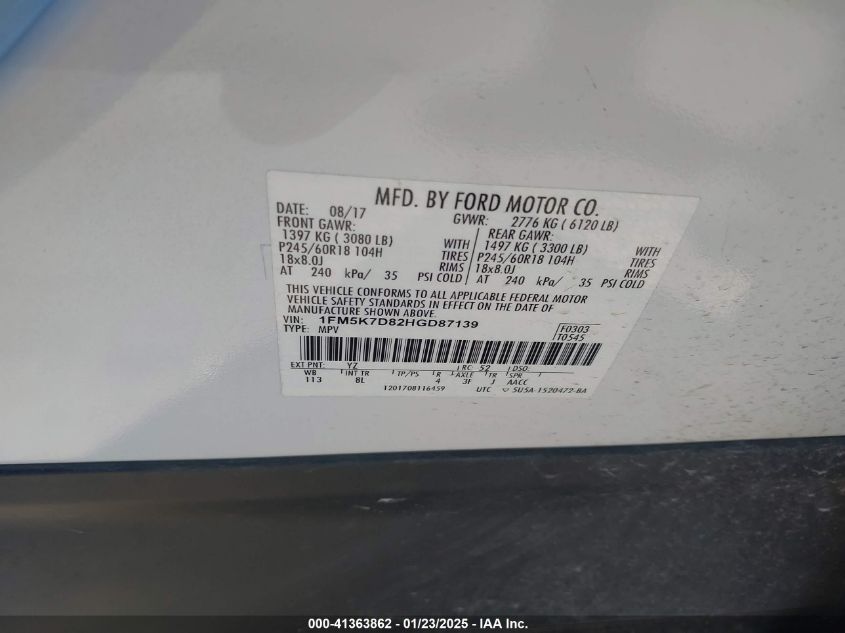 MFD. BY FORD MOTOR CO.
DATE: 08/17 GVWR: 2776 KG ( 6120 LB)
FRONT GAWR: REAR GAWR:
1397 KG ( 3080 LB) WITH 1497 KG ( 3300 LB) WITH
P245/60R18 104H TIRES P245/60R18 104H TIRES
18x8.0J RIMS 18x8.0J RIMS
AT 240 kPa/ 35 PSI COLD AT 240 kPa/ 35 PSI COLD
THIS VEHICLE CONFORMS TO ALL APPLICABLE FEDERAL MOTOR
VEHICLE SAFETY STANDARDS IN EFFECT ON THE DATE OF
MANUFACTURE SHOWN ABOVE.
VIN: 1FM5K7D82HGD87139
TYPE: MPV
F0303
T0545
EXT PNT: YZ RC: 52 DSO:
WB INT TR TP/PS R AXLE TR SPR
113 8L 4 3F J AACC
1201708116459 UTC 5U5A-1520472-BA
000-41363862 - 01/23/2025 - IAA Inc.